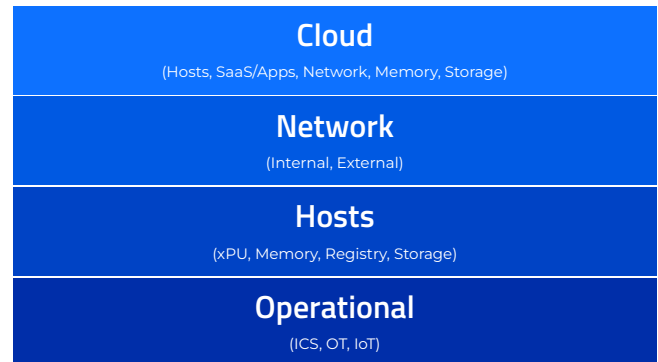 Cloud
(Hosts, SaaS/Apps, Network, Memory, Storage)
Network
(Internal, External)
Hosts
(xPU, Memory, Registry, Storage)
Operational
(ICS, OT, IoT)